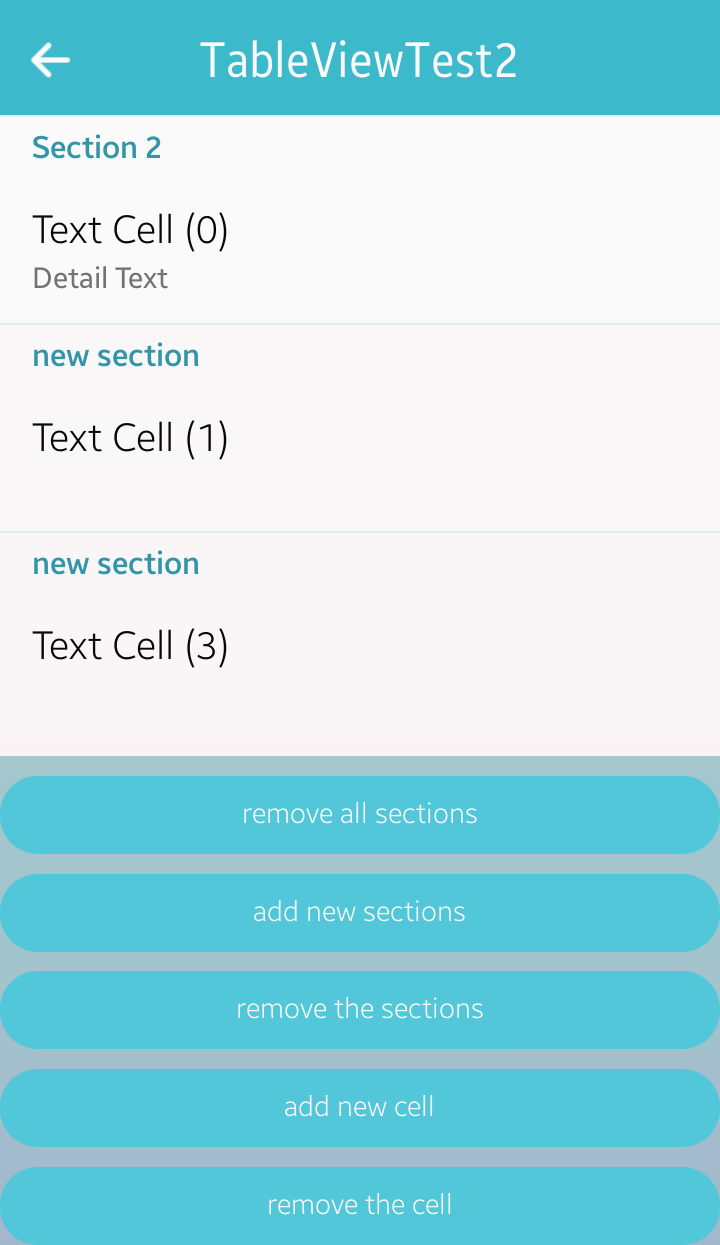 TableViewTest2
Section 2
Text Cell (0)
Detail Text
new section
Text Cell (1)
new section
Text Cell (3)
remove all sections
add new sections
remove the sections
add new cell
remove the cell